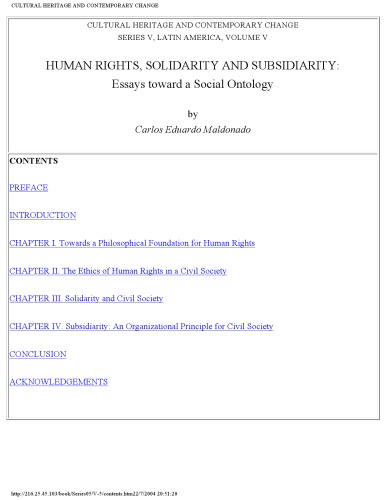 CULTURAL HERITAGE AND CONTEMPORARY CHANGE
CULTURAL HERITAGE AND CONTEMPORARY CHANGE
SERIES V, LATIN AMERICA, VOLUME V
HUMAN RIGHTS, SOLIDARITY AND SUBSIDIARITY:
Essays toward a Social Ontology
by
Carlos Eduardo Maldonado
CONTENTS
PREFACE
INTRODUCTION
CHAPTER I. Towards a Philosophical Foundation for Human Rights
CHAPTER II. The Ethics of Human Rights in a Civil Society
CHAPTER III. Solidarity and Civil Society
CHAPTER IV. Subsidiarity: An Organizational Principle for Civil Society
CONCLUSION
ACKNOWLEDGEMENTS
http://216.25.45.103/book/Series05/V-5/contents.htm22/7/2004 20:51:20